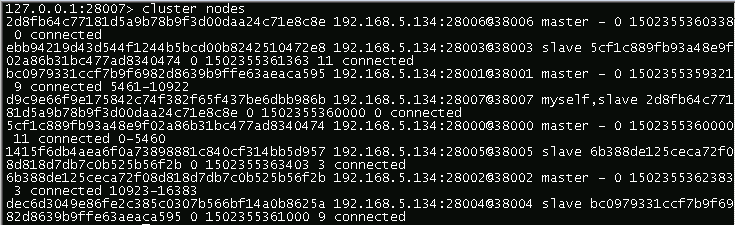 127.0.0.1:28007> cluster nodes
2d8fb64c77181d5a9b78b9f3d00daa24c71e8c8e 192.168.5.134:28006@38006 master - 0 1502355360338
0 connected
ebb94219d43d544f1244b5bcd00b8242510472e8 192.168.5.134:28003@38003 slave 5cf1c889fb93a48e9f
02a86b31bc477ad8340474 0 1502355361363 11 connected
bc0979331ccf7b9f6982d8639b9ffe63aeaca595 192.168.5.134:28001@38001 master - 0 1502355359321
9 connected 5461-10922
d9c9e66f9e175842c74f382f65f437be6dbb986b 192.168.5.134:28007@38007 myself,slave 2d8fb64c771
81d5a9b78b9f3d00daa24c71e8c8e 0 1502355360000 0 connected
5cf1c889fb93a48e9f02a86b31bc477ad8340474 192.168.5.134:28000@38000 master - 0 1502355360000
11 connected 0-5460
1415f6db4aea6f0a73898881c840cf314bb5d957 192.168.5.134:28005@38005 slave 6b388de125ceca72f0
8d818d7db7c0b525b56f2b 0 1502355363403 3 connected
6b388de125ceca72f08d818d7db7c0b525b56f2b 192.168.5.134:28002@38002 master - 0 1502355362383
3 connected 10923-16383
dec6d3049e86fe2c385c0307b566bf14a0b8625a 192.168.5.134:28004@38004 slave bc0979331ccf7b9f69
82d8639b9ffe63aeaca595 0 1502355361000 9 connected